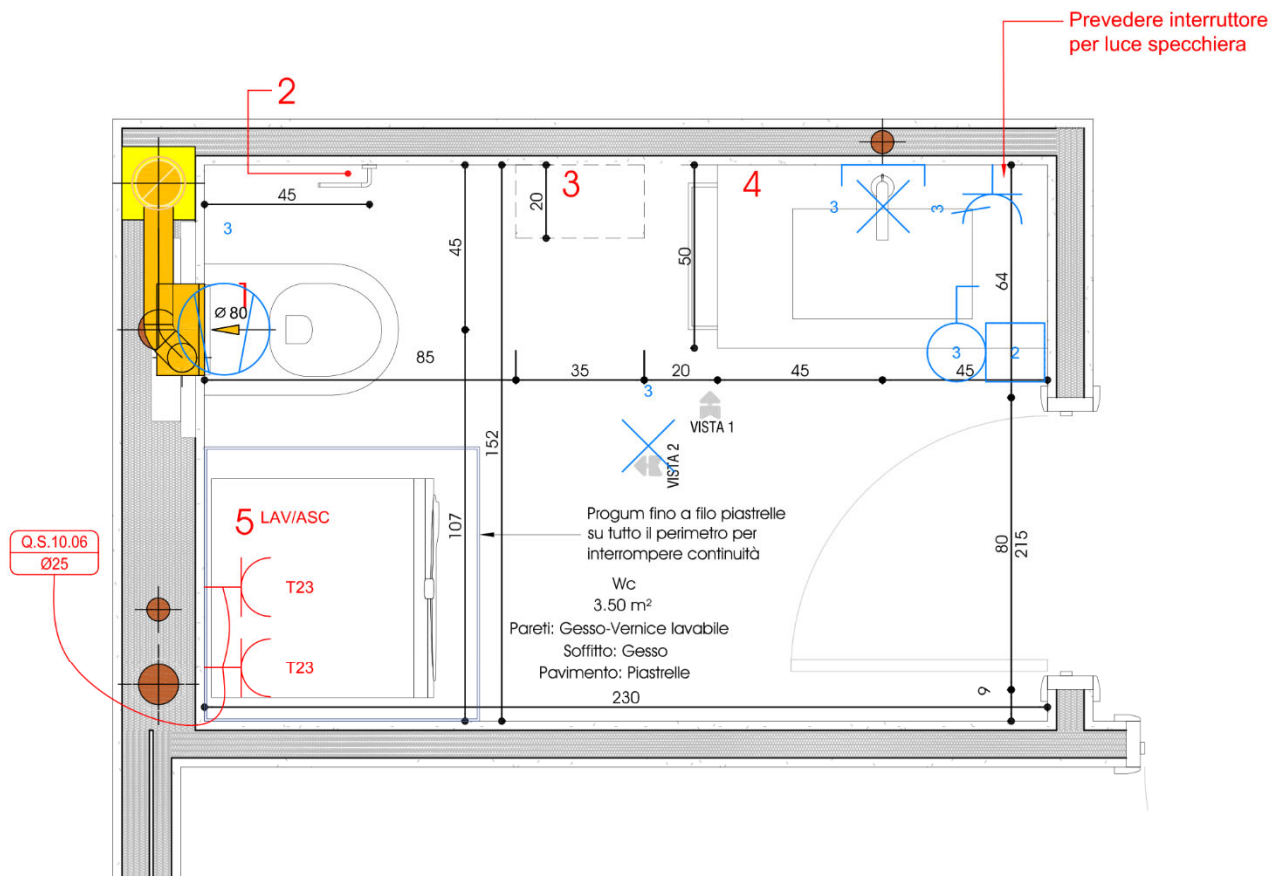 Prevedere interruttore
per luce specchiera
2
3
4
45
20
3
3
3
45
50
64
1
Ø 80
85
35
20
45
45
3
2
3
VISTA 1
VISTA 2
152
107
5 LAV/ASC
Progum fino a filo piastrelle
su tutto il perimetro per
interrompere continuità
80
215
Q.S.10.06
Ø25
T23
T23
Wc
3.50 m²
Pareti: Gesso-Vernice lavabile
Soffitto: Gesso
Pavimento: Piastrelle
230
9